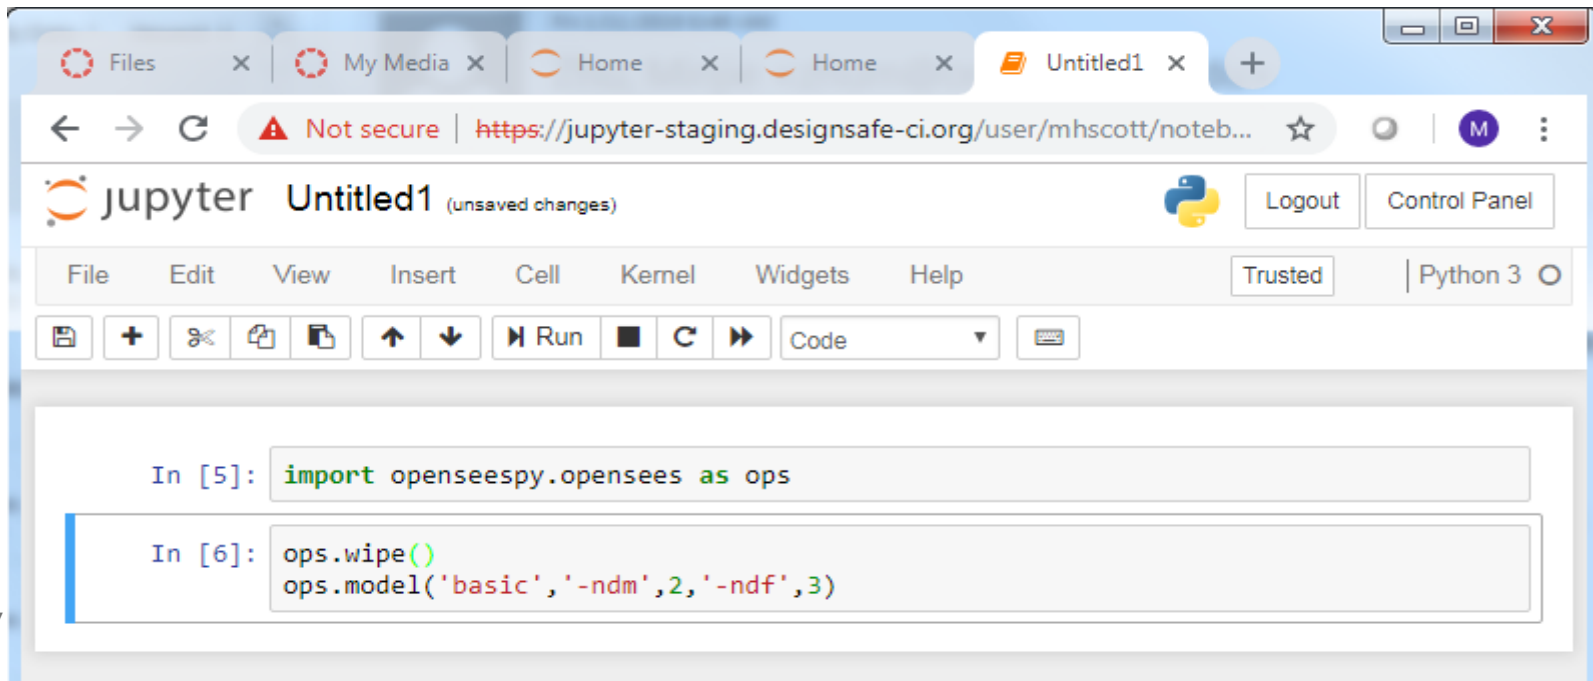 Files
My Media
Home
Home
Untitled1
Not secure | https://jupyter-staging.designsafe-ci.org/user/mhscott/noteb...
M
jupyter Untitled1 (unsaved changes)
Logout
Control Panel
File Edit View Insert Cell Kernel Widgets Help
Trusted
Python 3
Run
Code
In [5]: import openseespy.opensees as ops
In [6]: ops.wipe()
ops.model('basic','-ndm',2,'-ndf',3)